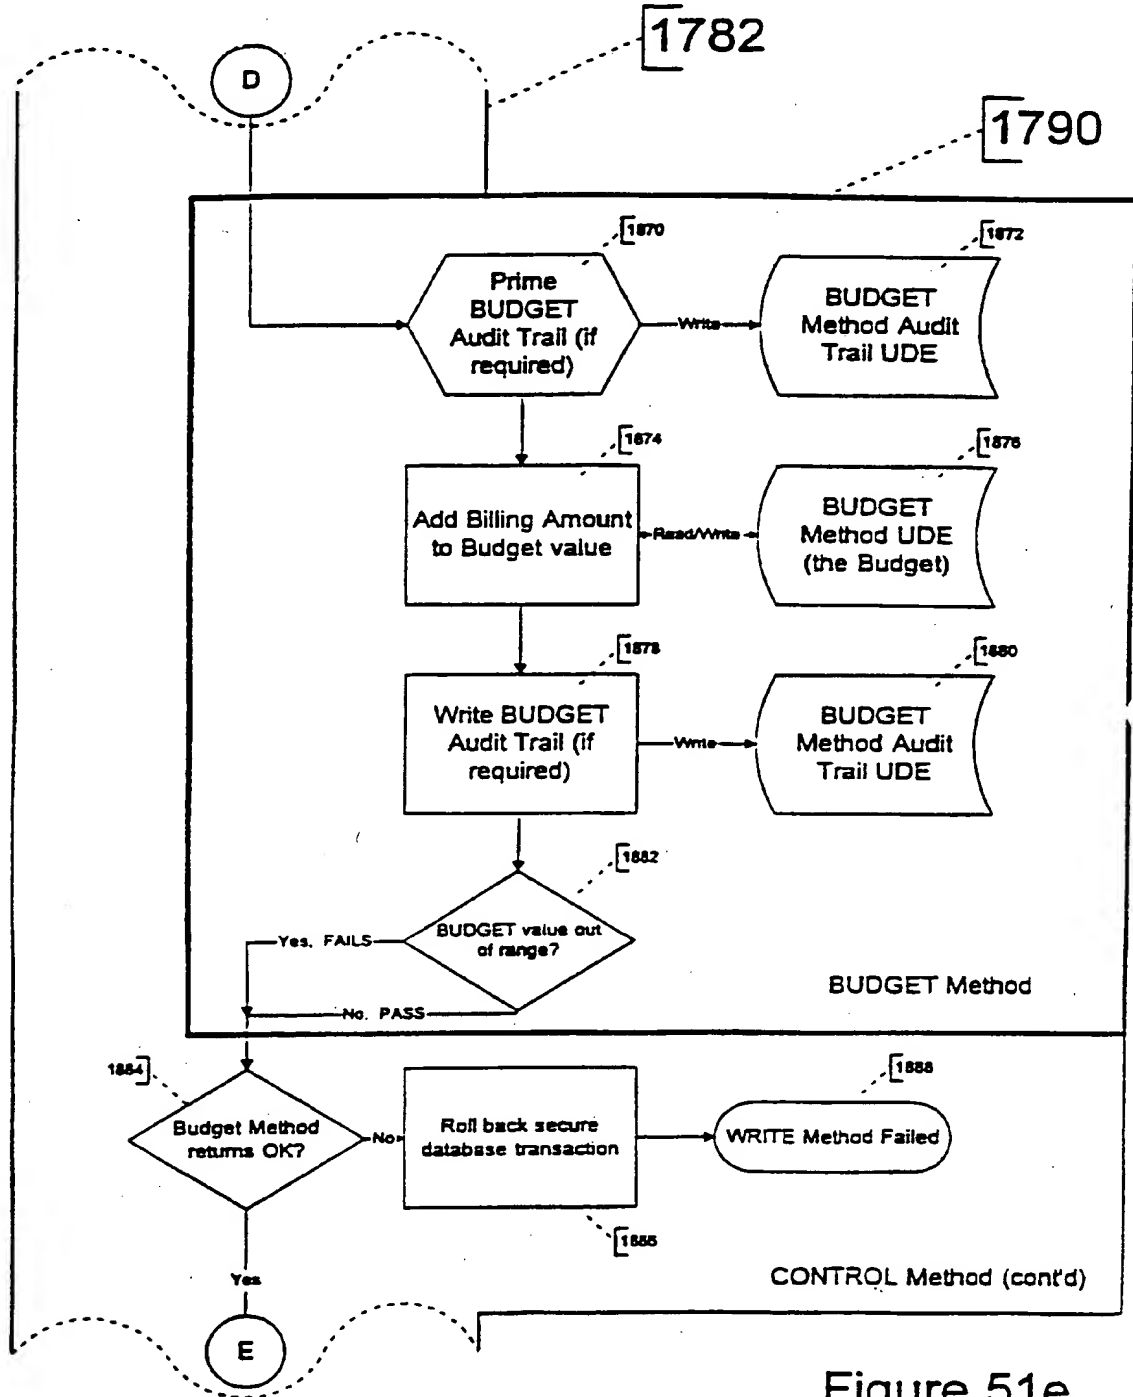 1782
D
1790
1870
1872
Prime
BUDGET
Audit Trail (if
required)
Write
BUDGET
Method Audit
Trail UDE
1874
1876
Add Billing Amount
to Budget value
Read/Write
BUDGET
Method UDE
(the Budget)
1878
1880
Write BUDGET
Audit Trail (if
required)
Write
BUDGET
Method Audit
Trail UDE
1882
BUDGET value out
of range?
Yes, FAILS
No, PASS
BUDGET Method
1884
1888
Budget Method
returns OK?
No
Roll back secure
database transaction
WRITE Method Failed
1886
Yes
CONTROL Method (cont'd)
E
Figure 51e